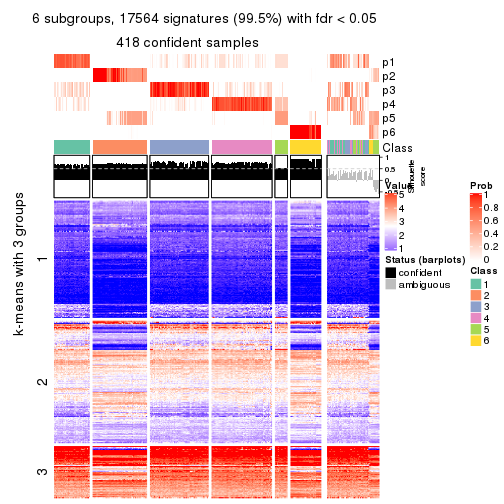 6 subgroups, 17564 signatures (99.5%) with fdr < 0.05
418 confident samples
p1
p2
p3
p4
p5
p6
Class
1
0.5
0
-0.5
Silhouette
score
k-means with 3 groups
1
2
3
Value
5
4
3
2
1
Status (barplots)
confident
ambiguous
Prob
1
0.8
0.6
0.4
0.2
0
Class
1
2
3
4
5
6